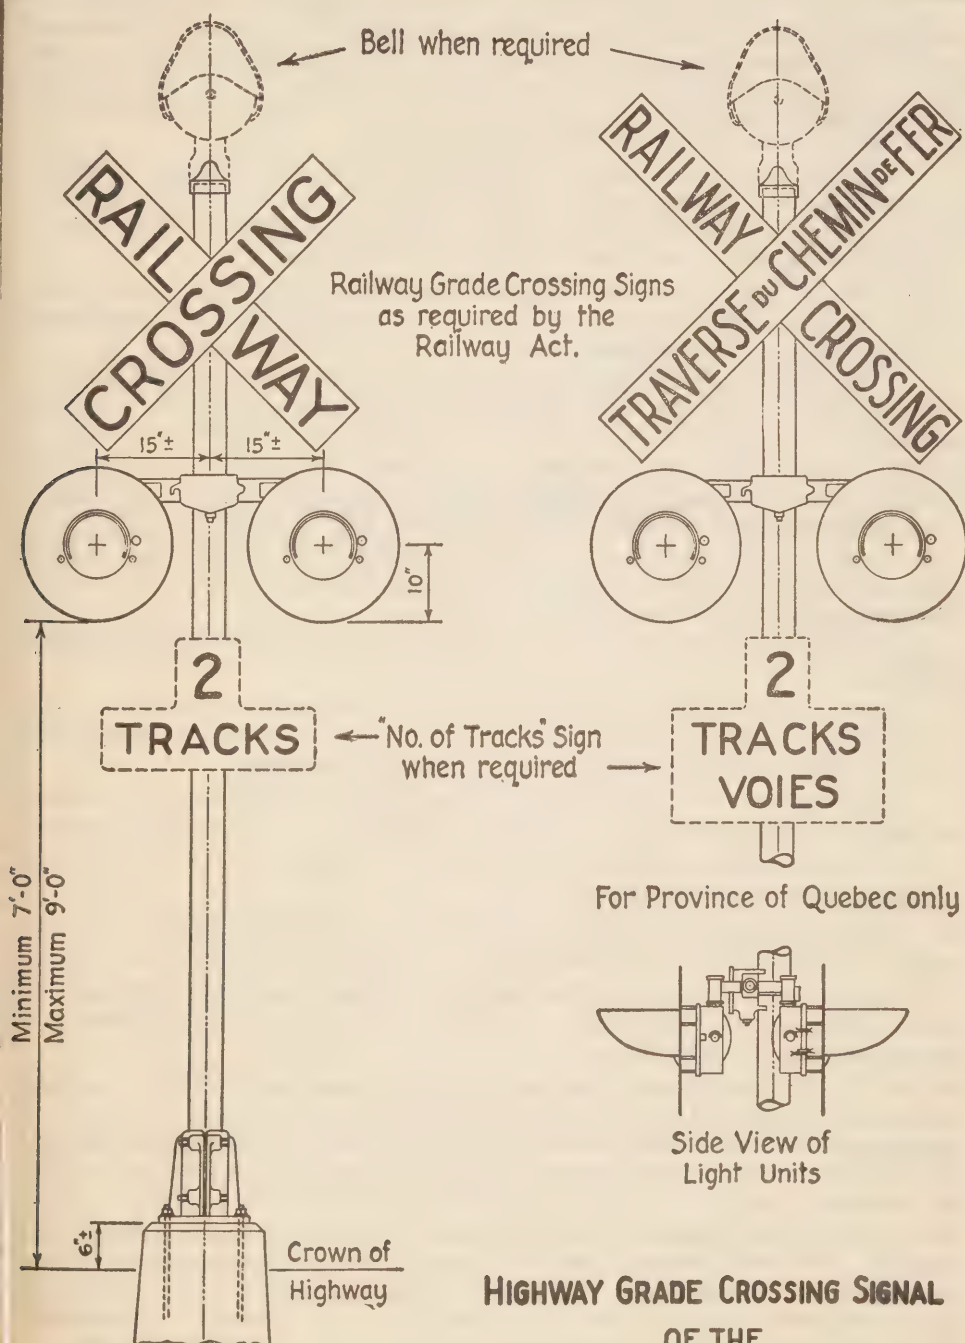 Bell when required
RAIL
WAY
CROSSING
RAILWAY
CROSSING
TRAVERSE DU CHEMIN DE FER
Railway Grade Crossing Signs
as required by the
Railway Act.
15"±
15"±
10"
2
TRACKS
"No. of Tracks" Sign
when required
2
TRACKS
VOIES
For Province of Quebec only
Minimum 7'-0"
Maximum 9'-0"
Side View of
Light Units
6"±
Crown of
Highway
HIGHWAY GRADE CROSSING SIGNAL
OF THE